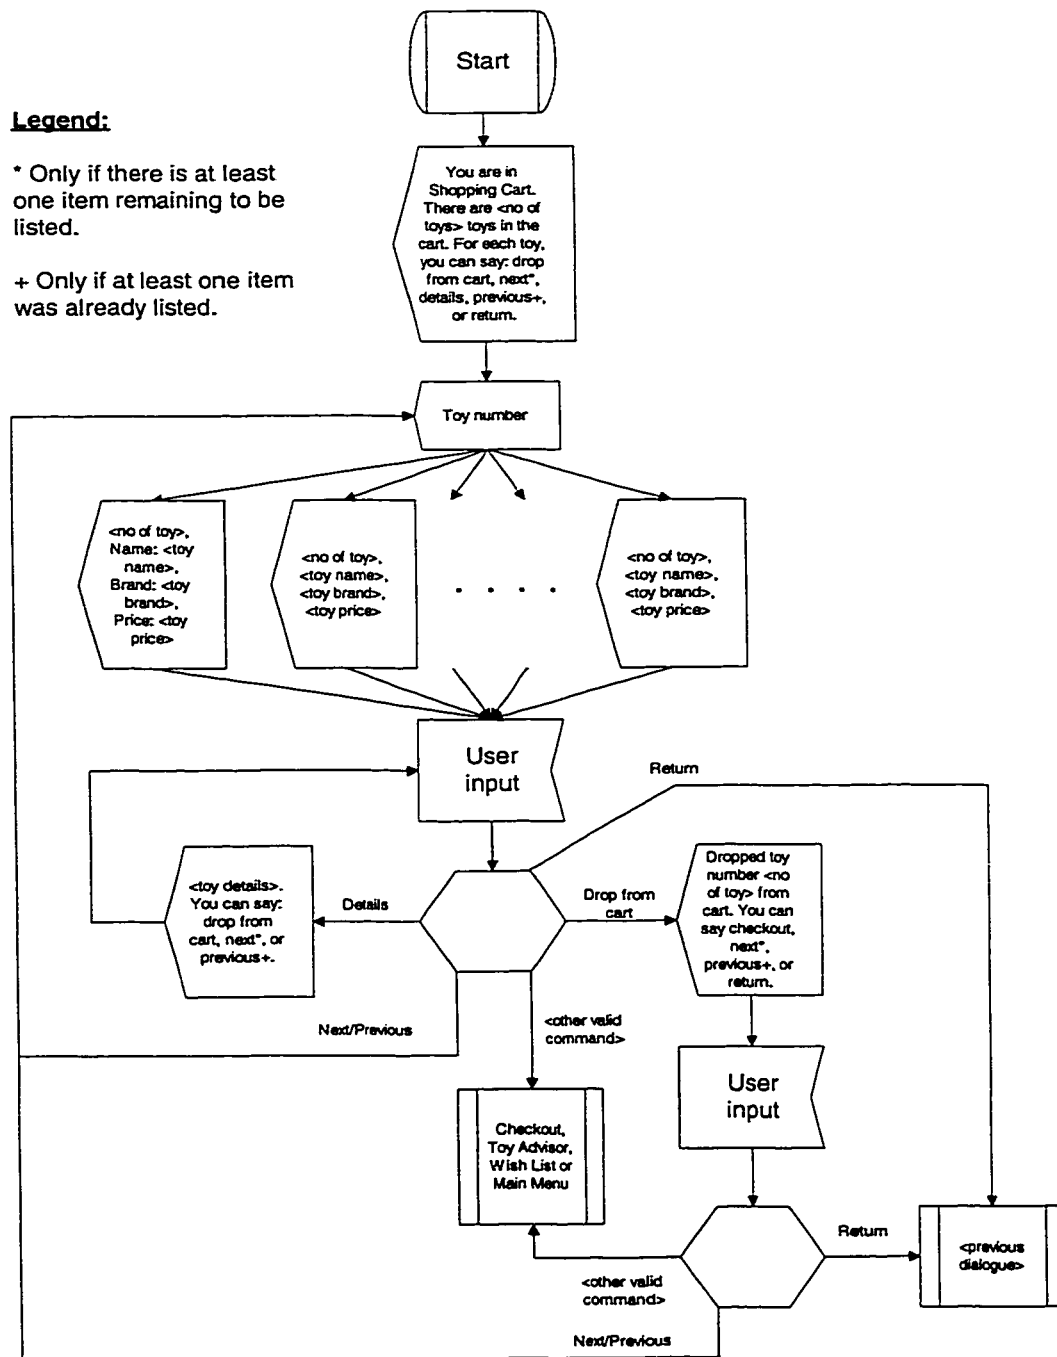 Start
Legend:
* Only if there is at least
one item remaining to be
listed.
+ Only if at least one item
was already listed.
You are in
Shopping Cart.
There are <no of
toys> toys in the
cart. For each toy,
you can say: drop
from cart, next*,
details, previous+,
or return.
Toy number
<no of toy>,
Name: <toy
name>,
Brand: <toy
brand>,
Price: <toy
price>
<no of toy>,
<toy name>,
<toy brand>,
<toy price>
. . . .
<no of toy>,
<toy name>,
<toy brand>,
<toy price>
User
input
Return
<toy details>.
You can say:
drop from
cart, next*, or
previous+.
Details
Drop from
cart
Dropped toy
number <no
of toy> from
cart. You can
say checkout,
next*,
previous+, or
return.
Next/Previous
<other valid
command>
User
input
Checkout,
Toy Advisor,
Wish List or
Main Menu
Return
<previous
dialogue>
<other valid
command>
Next/Previous